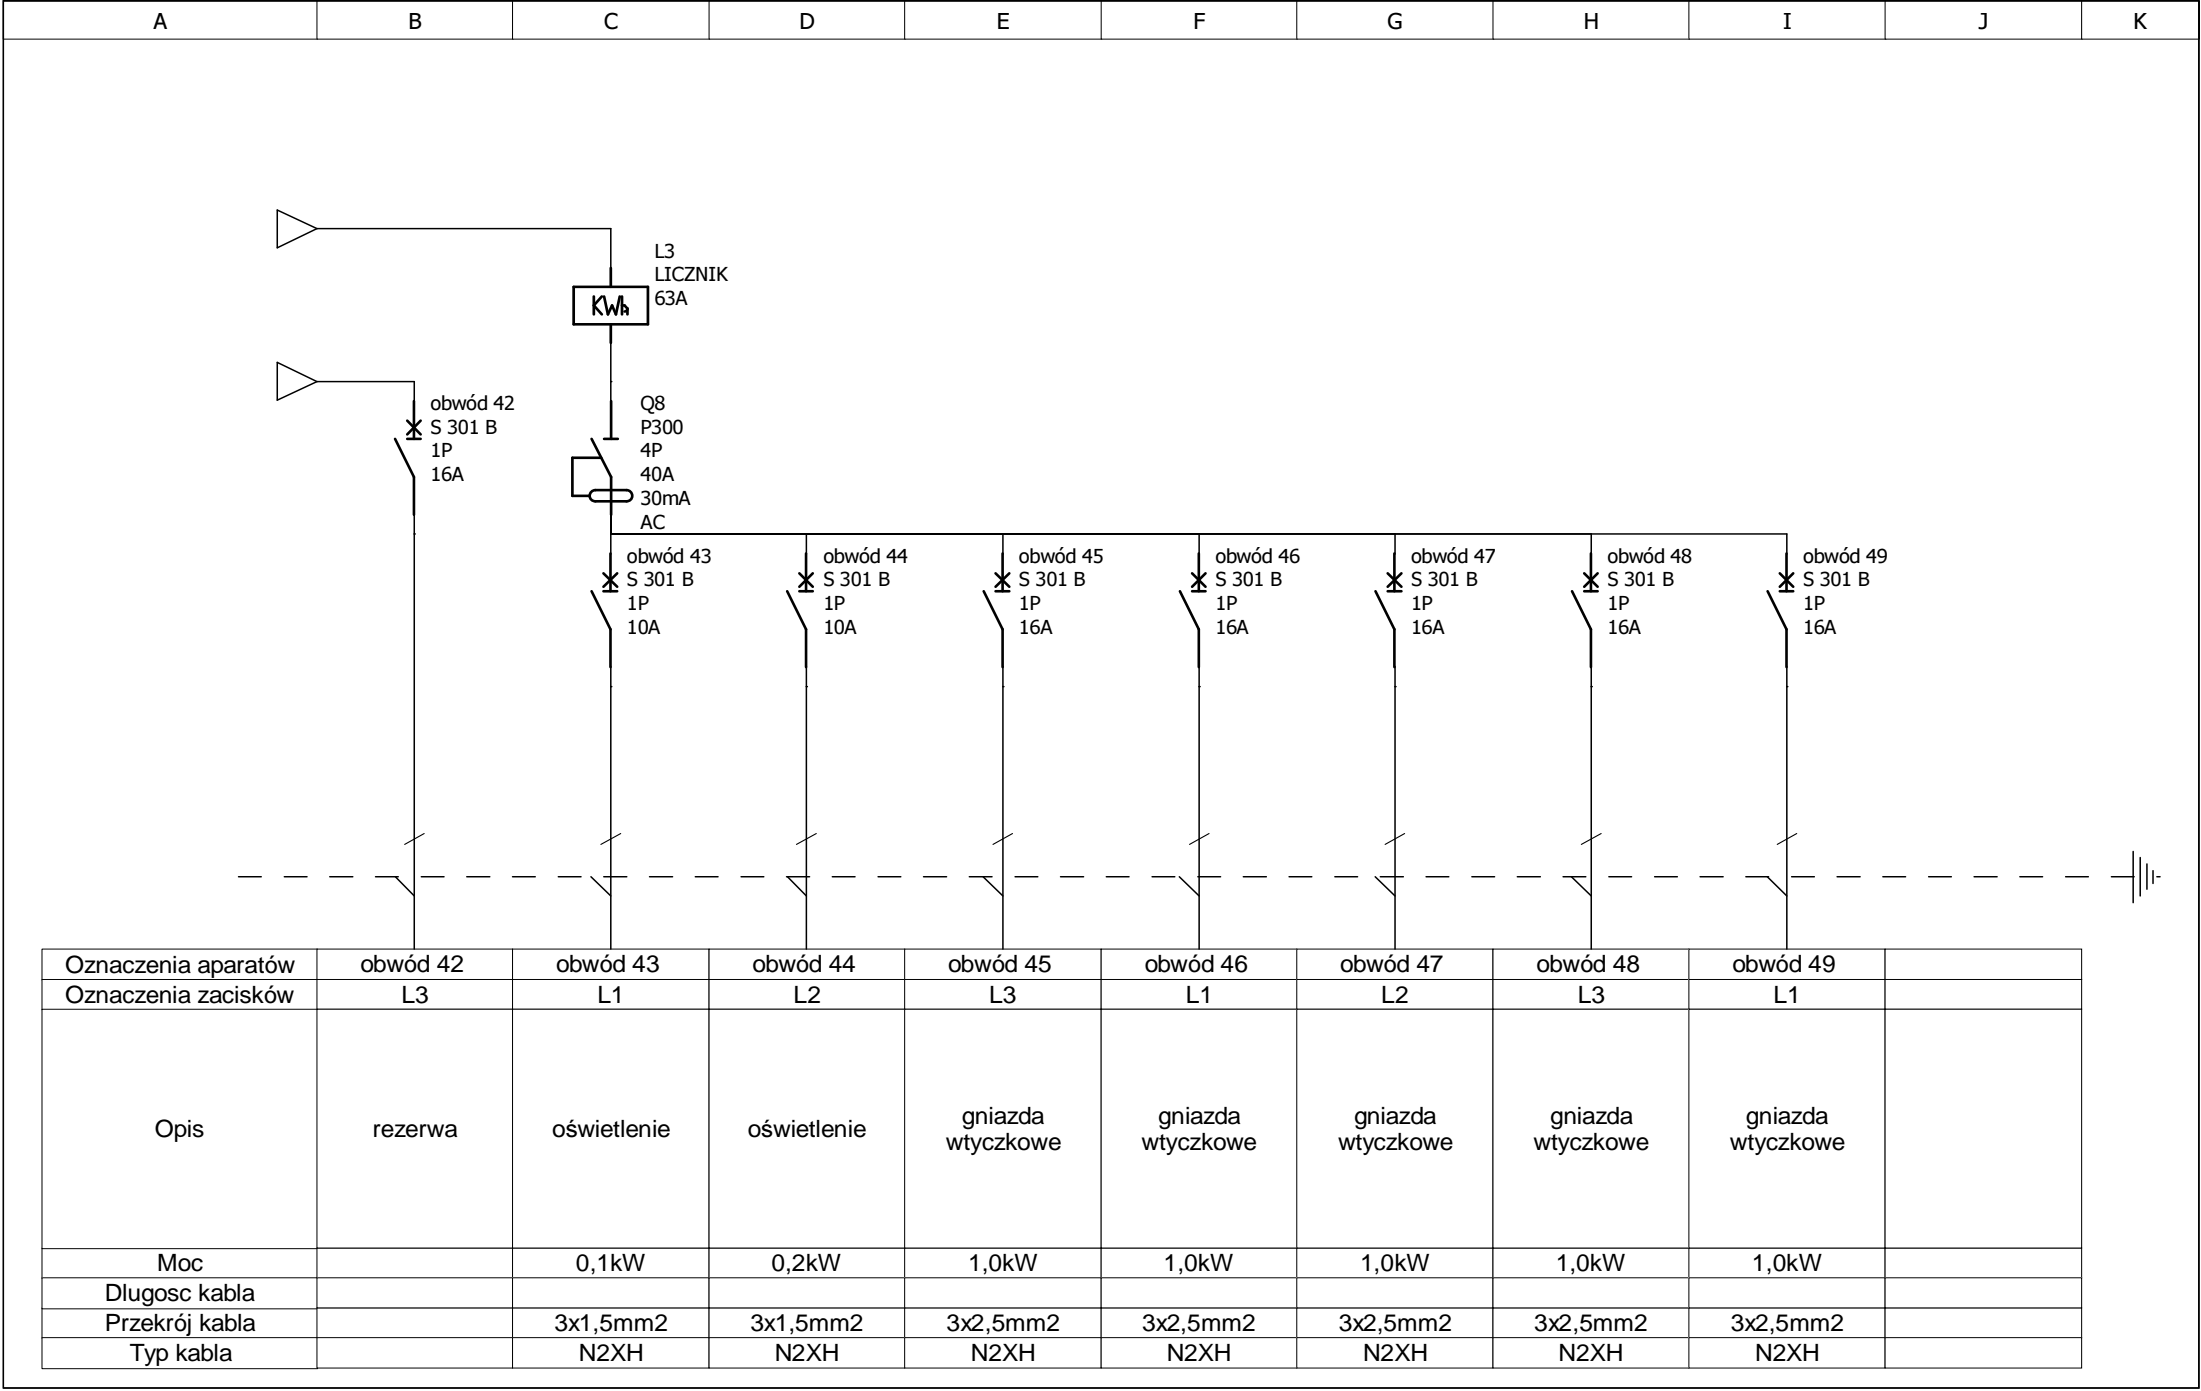 A B C D E F G H I J K
L3
LICZNIK
63A
KWh
obwód 42
S 301 B
1P
16A
Q8
P300
4P
40A
30mA
AC
obwód 43
S 301 B
1P
10A
obwód 44
S 301 B
1P
10A
obwód 45
S 301 B
1P
16A
obwód 46
S 301 B
1P
16A
obwód 47
S 301 B
1P
16A
obwód 48
S 301 B
1P
16A
obwód 49
S 301 B
1P
16A
Oznaczenia aparatów obwód 42 obwód 43 obwód 44 obwód 45 obwód 46 obwód 47 obwód 48 obwód 49
Oznaczenia zacisków L3 L1 L2 L3 L1 L2 L3 L1
Opis rezerwa oświetlenie oświetlenie gniazda wtyczkowe gniazda wtyczkowe gniazda wtyczkowe gniazda wtyczkowe gniazda wtyczkowe
Moc 0,1kW 0,2kW 1,0kW 1,0kW 1,0kW 1,0kW 1,0kW
Dlugosc kabla
Przekrój kabla 3x1,5mm2 3x1,5mm2 3x2,5mm2 3x2,5mm2 3x2,5mm2 3x2,5mm2 3x2,5mm2
Typ kabla N2XH N2XH N2XH N2XH N2XH N2XH N2XH